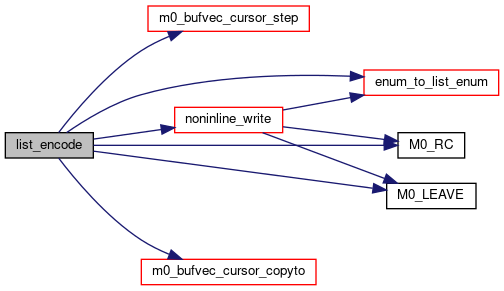 m0_bufvec_cursor_step
enum_to_list_enum
noninline_write
list_encode
M0_RC
M0_LEAVE
m0_bufvec_cursor_copyto